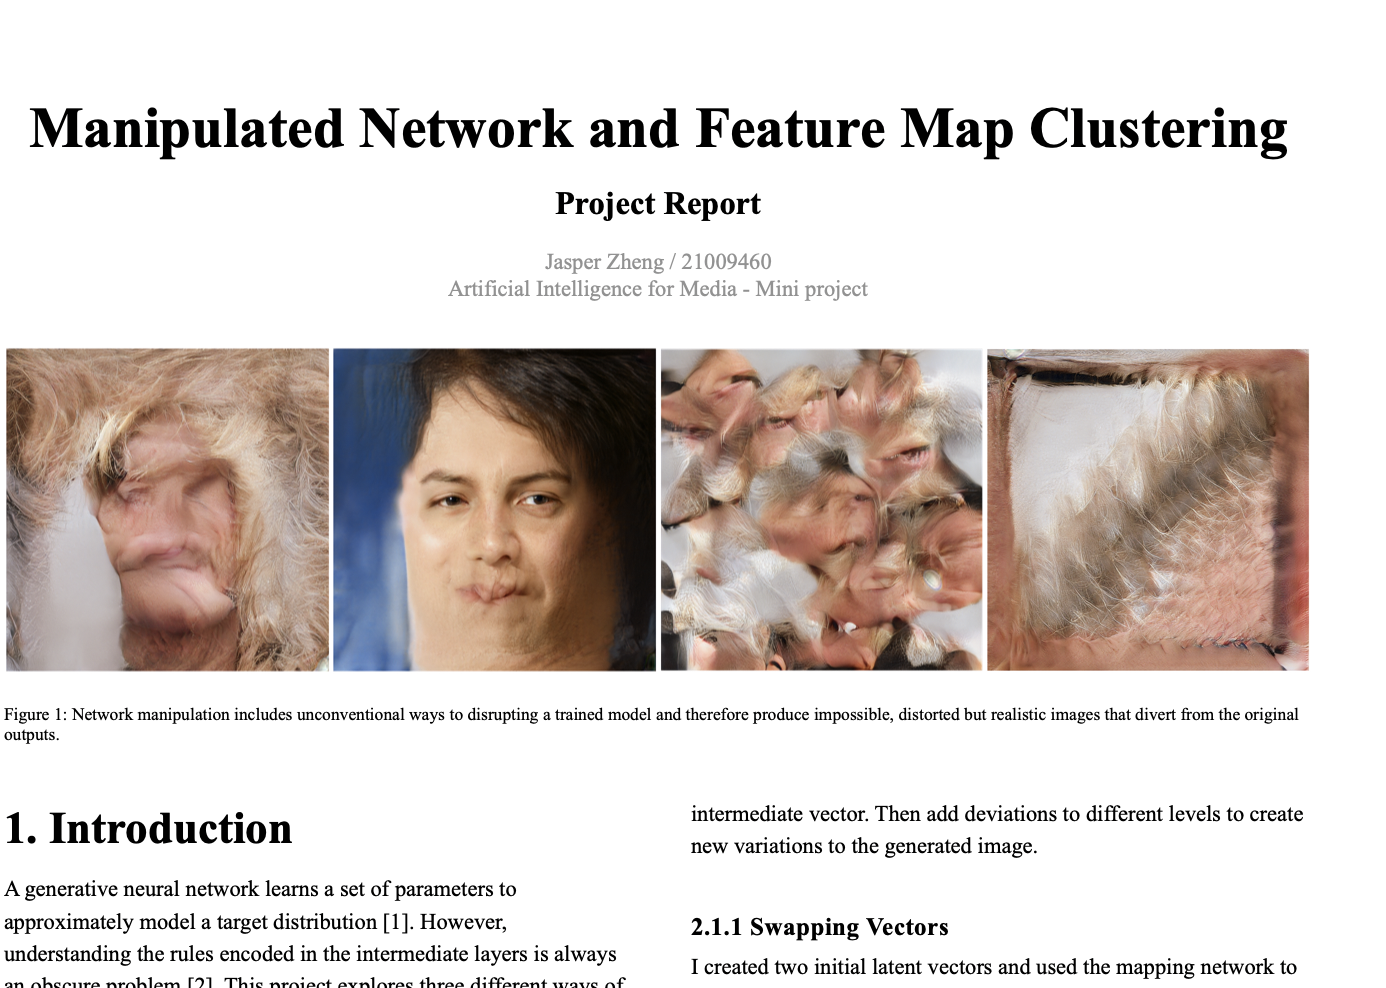 Manipulated Network and Feature Map Clustering
Project Report
Jasper Zheng / 21009460
Artificial Intelligence for Media - Mini project
Figure 1: Network manipulation includes unconventional ways to disrupting a trained model and therefore produce impossible, distorted but realistic images that divert from the original
outputs.
1. Introduction
A generative neural network learns a set of parameters to
approximately model a target distribution [1]. However,
understanding the rules encoded in the intermediate layers is always
an obscure problem [2]. This project explores three different ways of
intermediate vector. Then add deviations to different levels to create
new variations to the generated image.
2.1.1 Swapping Vectors
I created two initial latent vectors and used the mapping network to